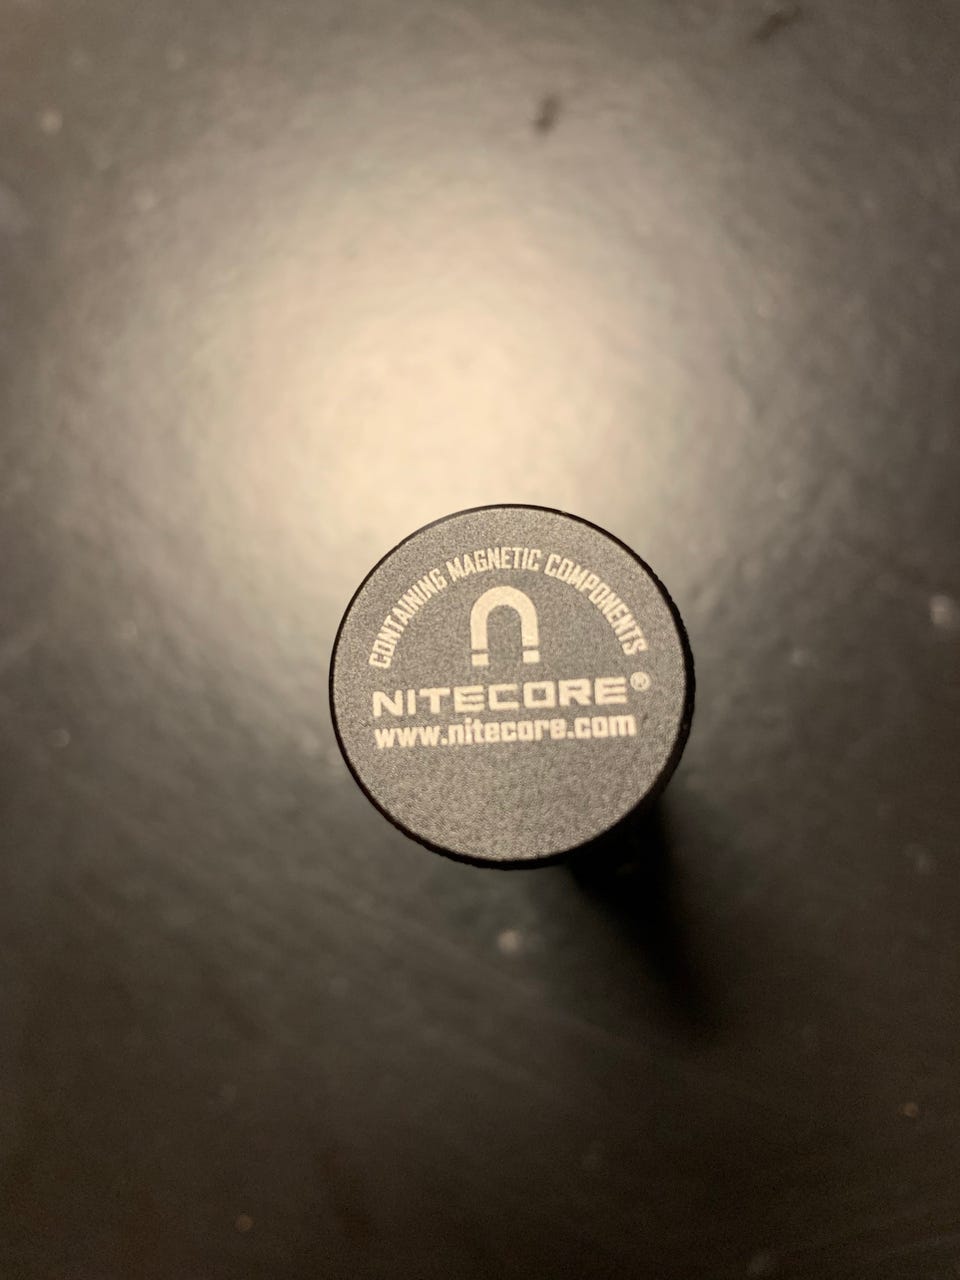 CONTAINING MAGNETIC COMPONENTS
NITECORE®
www.nitecore.com